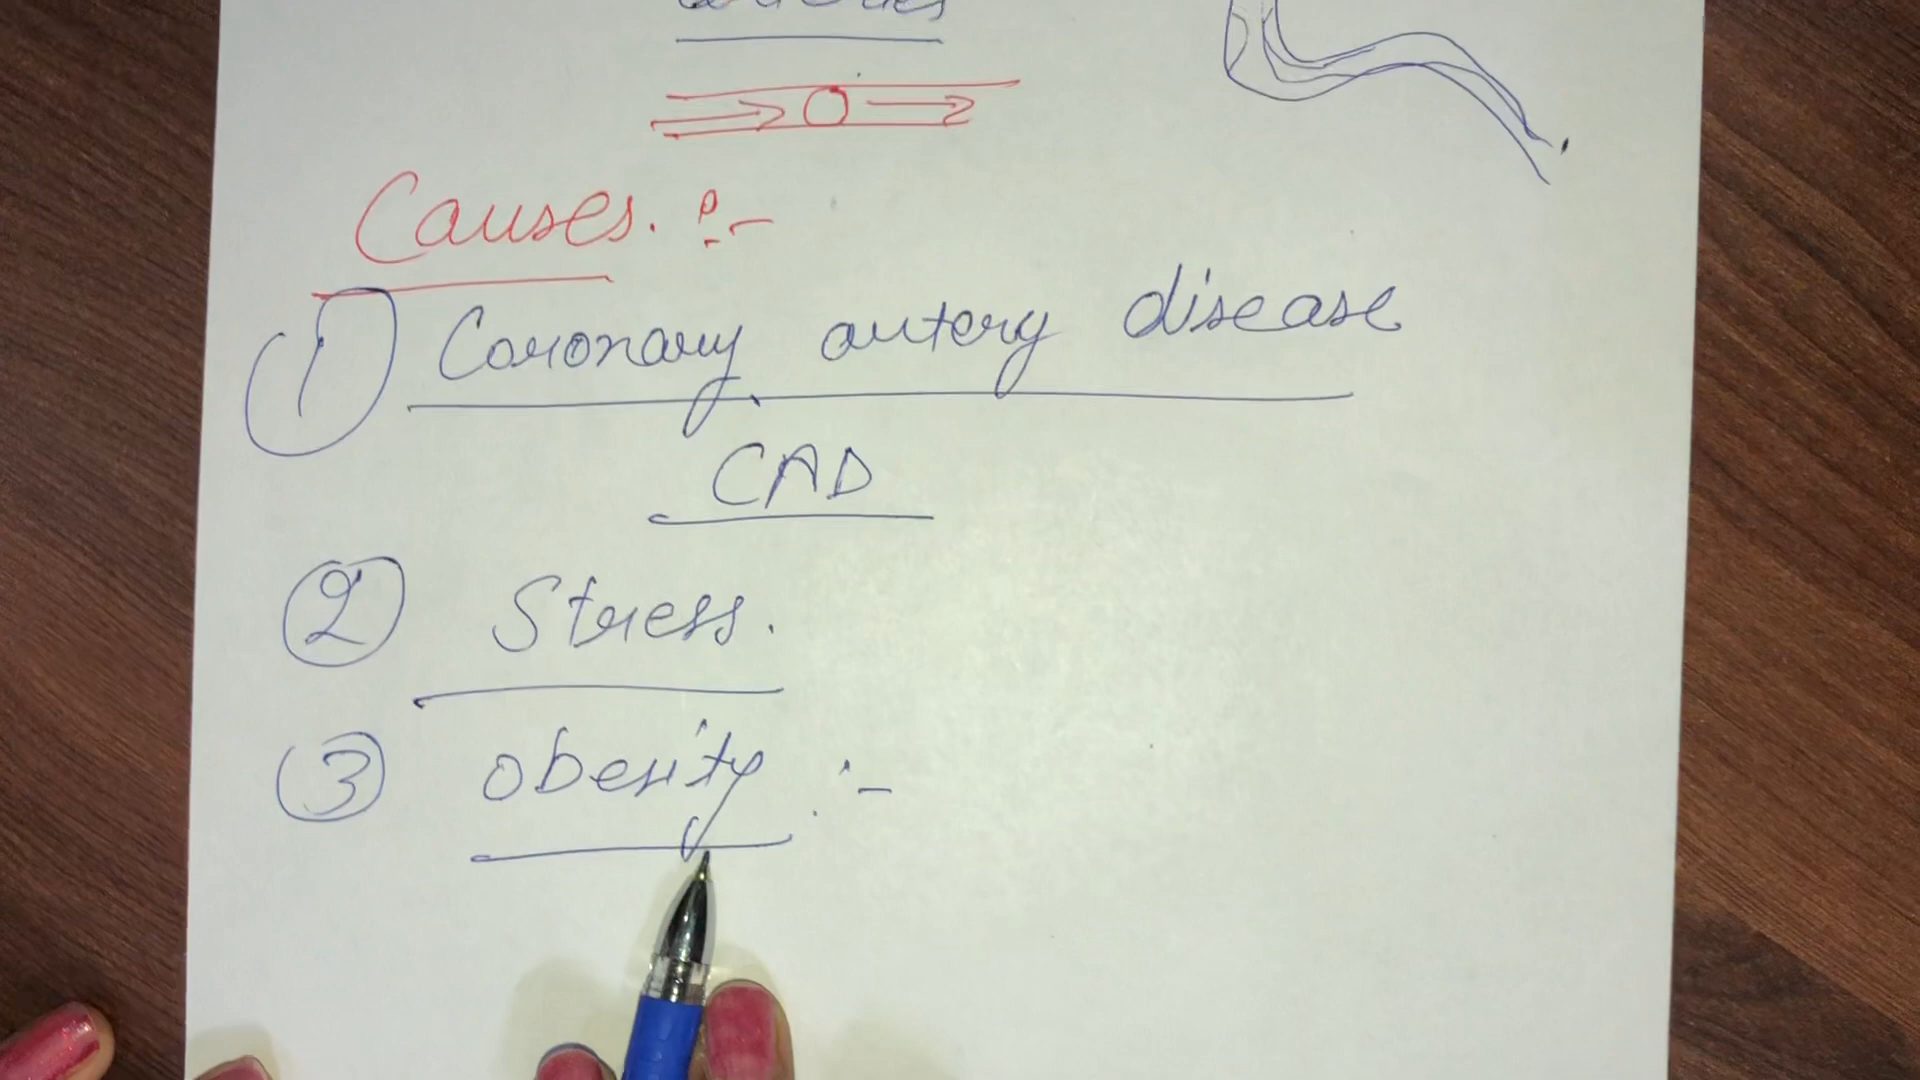 Causes. :-
① Coronary artery disease
CAD
② Stress.
③ obesity :-